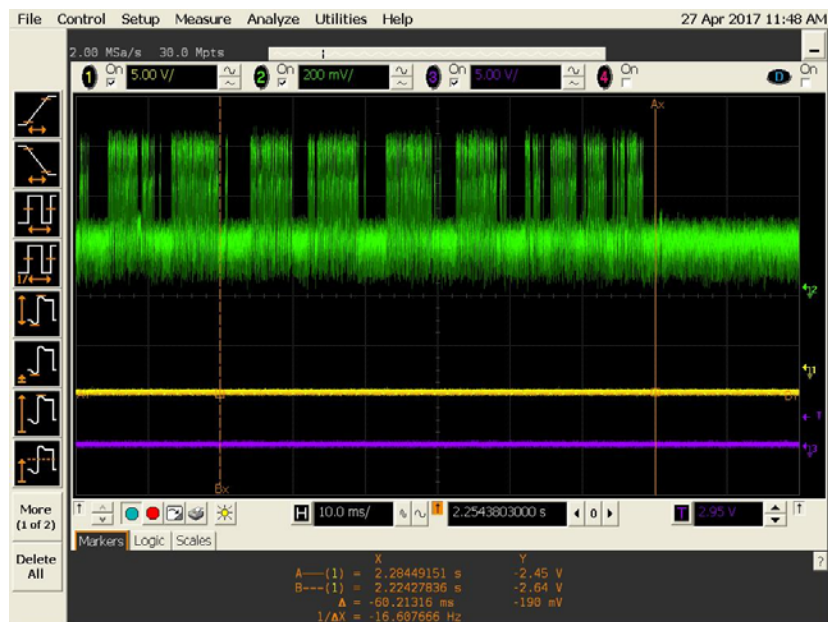 File Control Setup Measure Analyze Utilities Help 27 Apr 2017 11:48 AM
2.00 MSa/s 30.0 Mpts
1 On 5.00 V/ 2 On 200 mV/ 3 On 5.00 V/ 4 On D On
Ax
2
1
T
3
Bx
More
(1 of 2)
Delete
All
H 10.0 ms/ 2.2543803000 s 0 T 2.95 V
Markers Logic Scales
?
X Y
A——(1) = 2.28449151 s -2.45 V
B---(1) = 2.22427836 s -2.64 V
Δ = -60.21316 ms -190 mV
1/ΔX = -16.607666 Hz